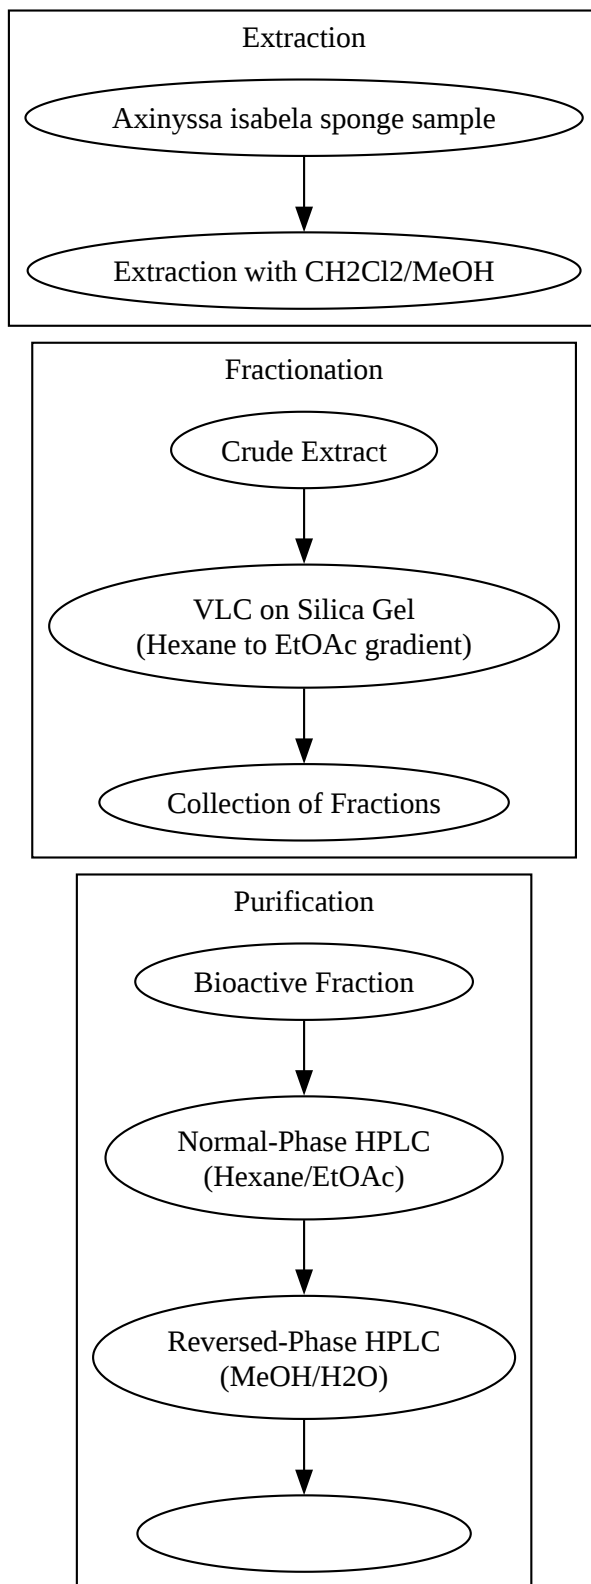 Extraction
Axinyssa isabela sponge sample
Extraction with CH2Cl2/MeOH
Fractionation
Crude Extract
VLC on Silica Gel
(Hexane to EtOAc gradient)
Collection of Fractions
Purification
Bioactive Fraction
Normal-Phase HPLC
(Hexane/EtOAc)
Reversed-Phase HPLC
(MeOH/H2O)